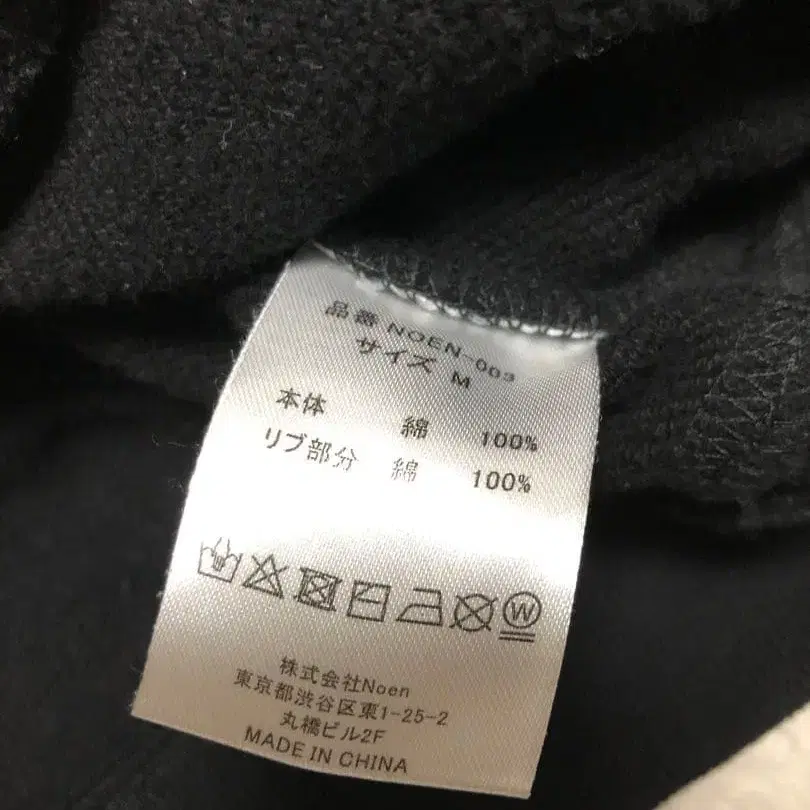 品番 NOEN-003
サイズ M
本体 綿 100%
リブ部分 綿 100%
W
株式会社Noen
東京都渋谷区東1-25-2
丸橋ビル2F
MADE IN CHINA